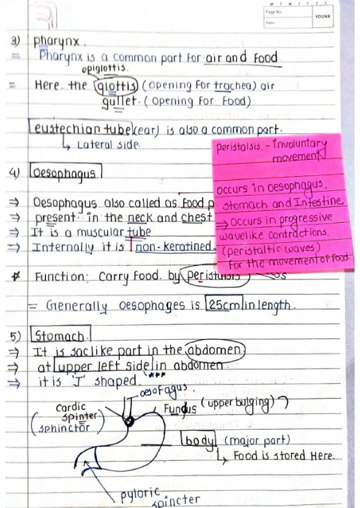 Page No.
Date
YOUVA
3) pharynx.
= Pharynx is a common part for air and food
epiglottis.
= Here. the glottis (opening for trachea) air
gullet. (opening for food)
eustechian tube (ear) is also a common part.
↳ Lateral side.
peristalsis. - involuntary
movement
occurs in oesophagus.
Stomach and Intestine.
⇒ Occurs in progressive
wavelike contractions.
(peristaltic waves)
For the movement of food.
4) Oesophagus
⇒ Oesophagus also called as food p
⇒ present in the neck and chest
⇒ It is a muscular tube
⇒ Internally it is non-keratined.
* Function: Carry food. by Peristalsis
= Generally Oesophages is 25cm in length.
5) Stomach
⇒ It is saclike part in the abdomen
⇒ at upper left side in abdomen.
⇒ it is 'J' shaped.
oesofagus.
Cardic
spinter
(sphinctor)
Fundus (upper bulging)
body (major part)
↳ Food is stored Here.
pyloric
spincter